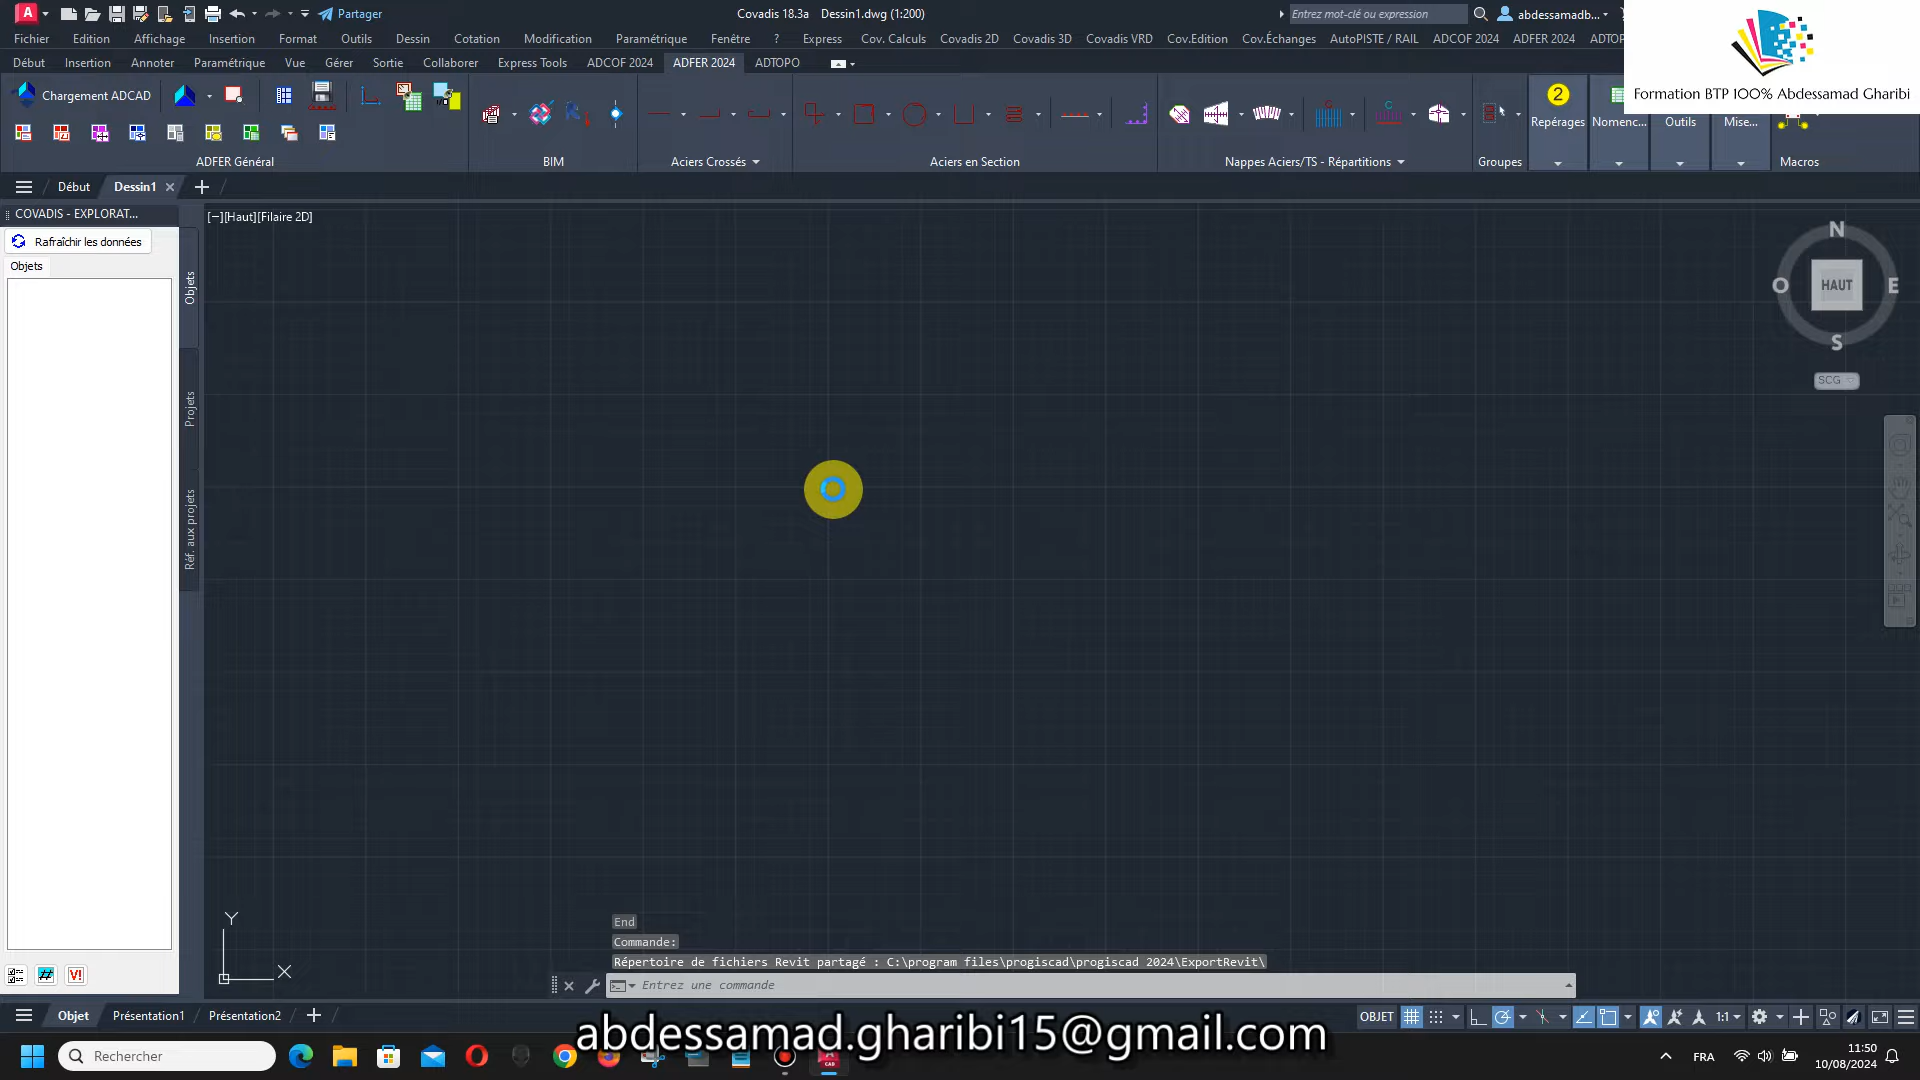 Covadis 18.3a Dessin1.dwg (1:200)
Partager
Entrez mot-clé ou expression
abdessamadb...
Fichier Edition Affichage Insertion Format Outils Dessin Cotation Modification Paramétrique Fenêtre ? Express Cov. Calculs Covadis 2D Covadis 3D Covadis VRD Cov.Edition Cov.Échanges AutoPISTE / RAIL ADCOF 2024 ADFER 2024
Début Insertion Annoter Paramétrique Vue Gérer Sortie Collaborer Express Tools ADCOF 2024 ADFER 2024 ADTOPO
Formation BTP 100% Abdessamad Gharibi
Chargement ADCAD
2
Repérages Nomenc... Outils Mise...
ADFER Général BIM Aciers Crossés Aciers en Section Nappes Aciers/TS - Répartitions Groupes Macros
Début Dessin1
COVADIS - EXPLORAT...
[−][Haut][Filaire 2D]
Rafraîchir les données
Objets
Objets
Projets
Réf. aux projets
N
O HAUT E
S
SCG
Y
X
End
Commande:
Répertoire de fichiers Revit partagé : C:\program files\progiscad\progiscad 2024\ExportRevit\
Entrez une commande
Objet Présentation1 Présentation2
OBJET 1:1
abdessamad.gharibi15@gmail.com
Rechercher
FRA
11:50
10/08/2024